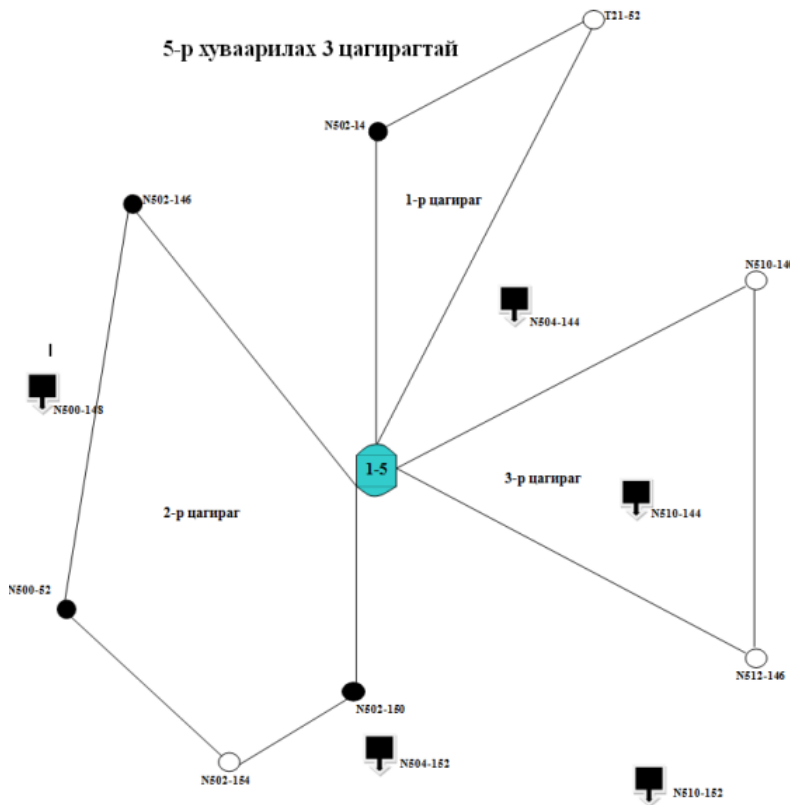 T21-52
5-р хуваарилах 3 цагирагтай
N502-14
N502-146
1-р цагираг
N510-146
N504-144
N500-148
1-5
3-р цагираг
2-р цагираг
N510-144
N500-52
N512-146
N502-150
N504-152
N502-154
N510-152